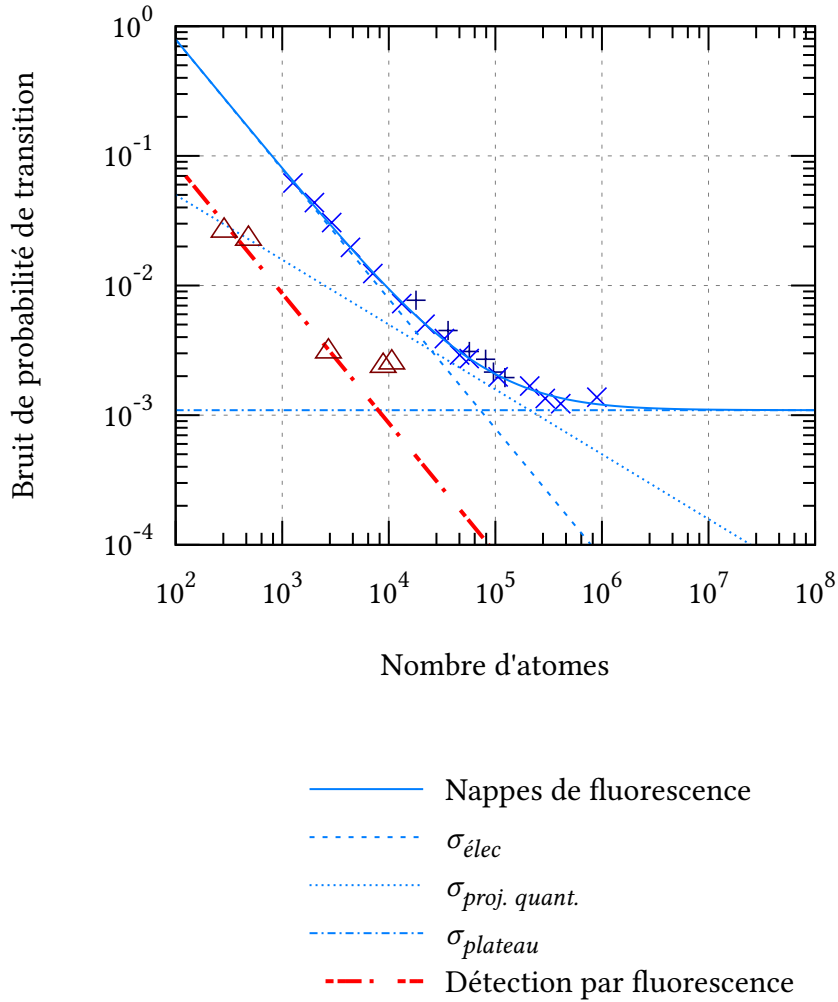 10^0
10^-1
10^-2
10^-3
10^-4
10^2 10^3 10^4 10^5 10^6 10^7 10^8
Bruit de probabilité de transition
Nombre d'atomes
Nappes de fluorescence
σ_élec
σ_proj. quant.
σ_plateau
Détection par fluorescence